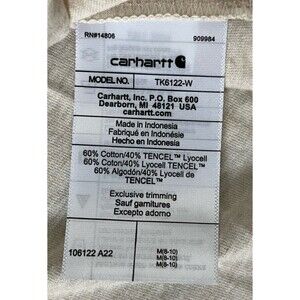 RN#14806 909984
carhartt
MODEL NO. TK6122-W
Carhartt, Inc. P.O. Box 600
Dearborn, MI 48121 USA
carhartt.com
Made in Indonesia
Fabriqué en Indonésie
Hecho en Indonesia
60% Cotton/40% TENCEL™ Lyocell
60% Coton/40% Lyocell TENCEL™
60% Algodón/40% Lyocell de
TENCEL™
Exclusive trimming
Sauf garnitures
Excepto adorno
106122 A22 M(8-10)
M(8-10)
M(8-10)